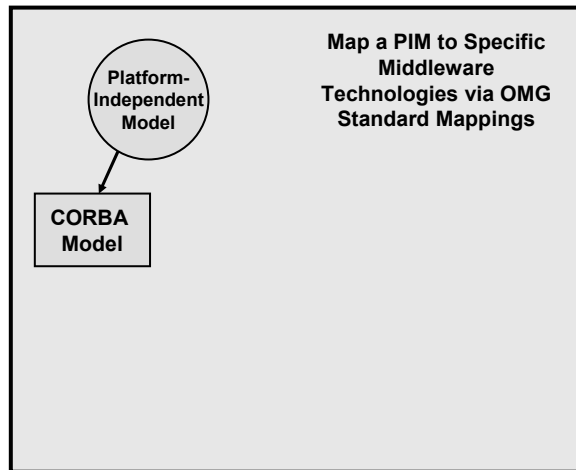 Map a PIM to Specific
Middleware
Technologies via OMG
Standard Mappings
Platform-
Independent
Model
CORBA
Model